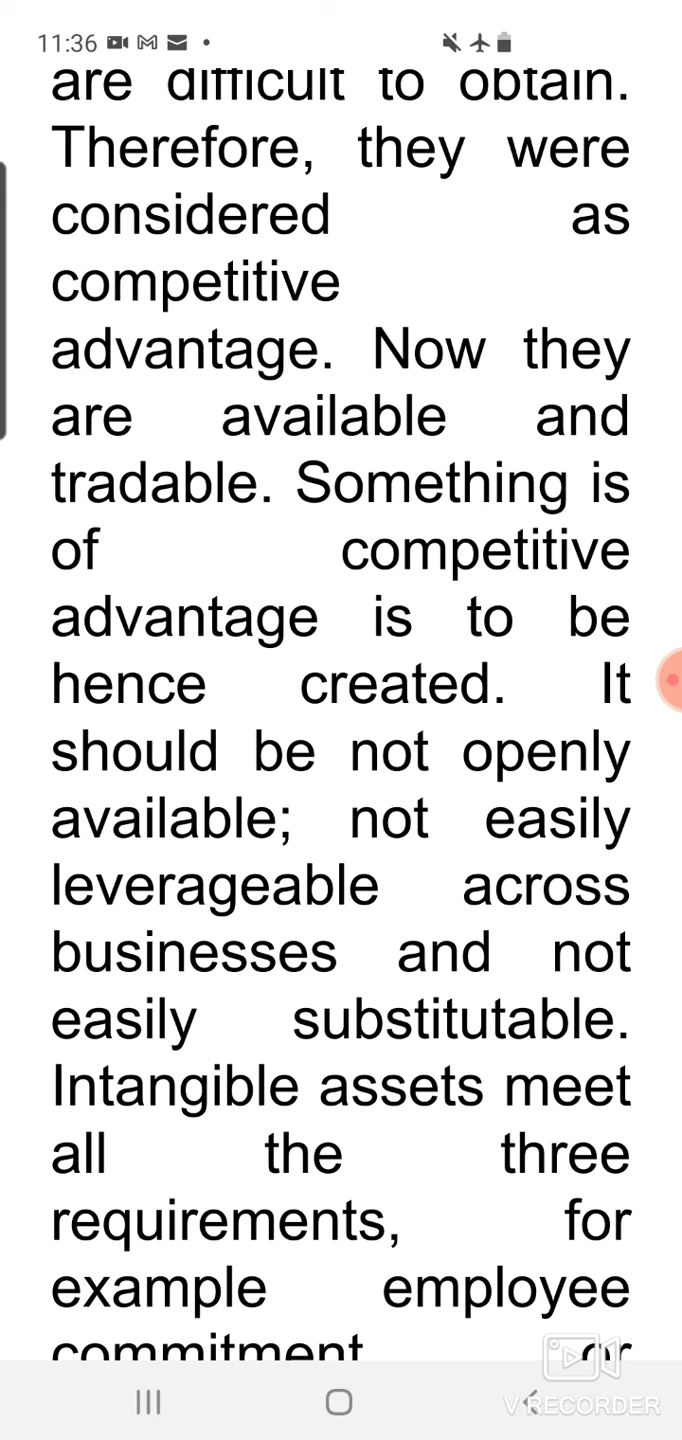 11:36
are difficult to obtain.
Therefore, they were
considered as
competitive
advantage. Now they
are available and
tradable. Something is
of competitive
advantage is to be
hence created. It
should be not openly
available; not easily
leverageable across
businesses and not
easily substitutable.
Intangible assets meet
all the three
requirements, for
example employee
commitment or
V RECORDER